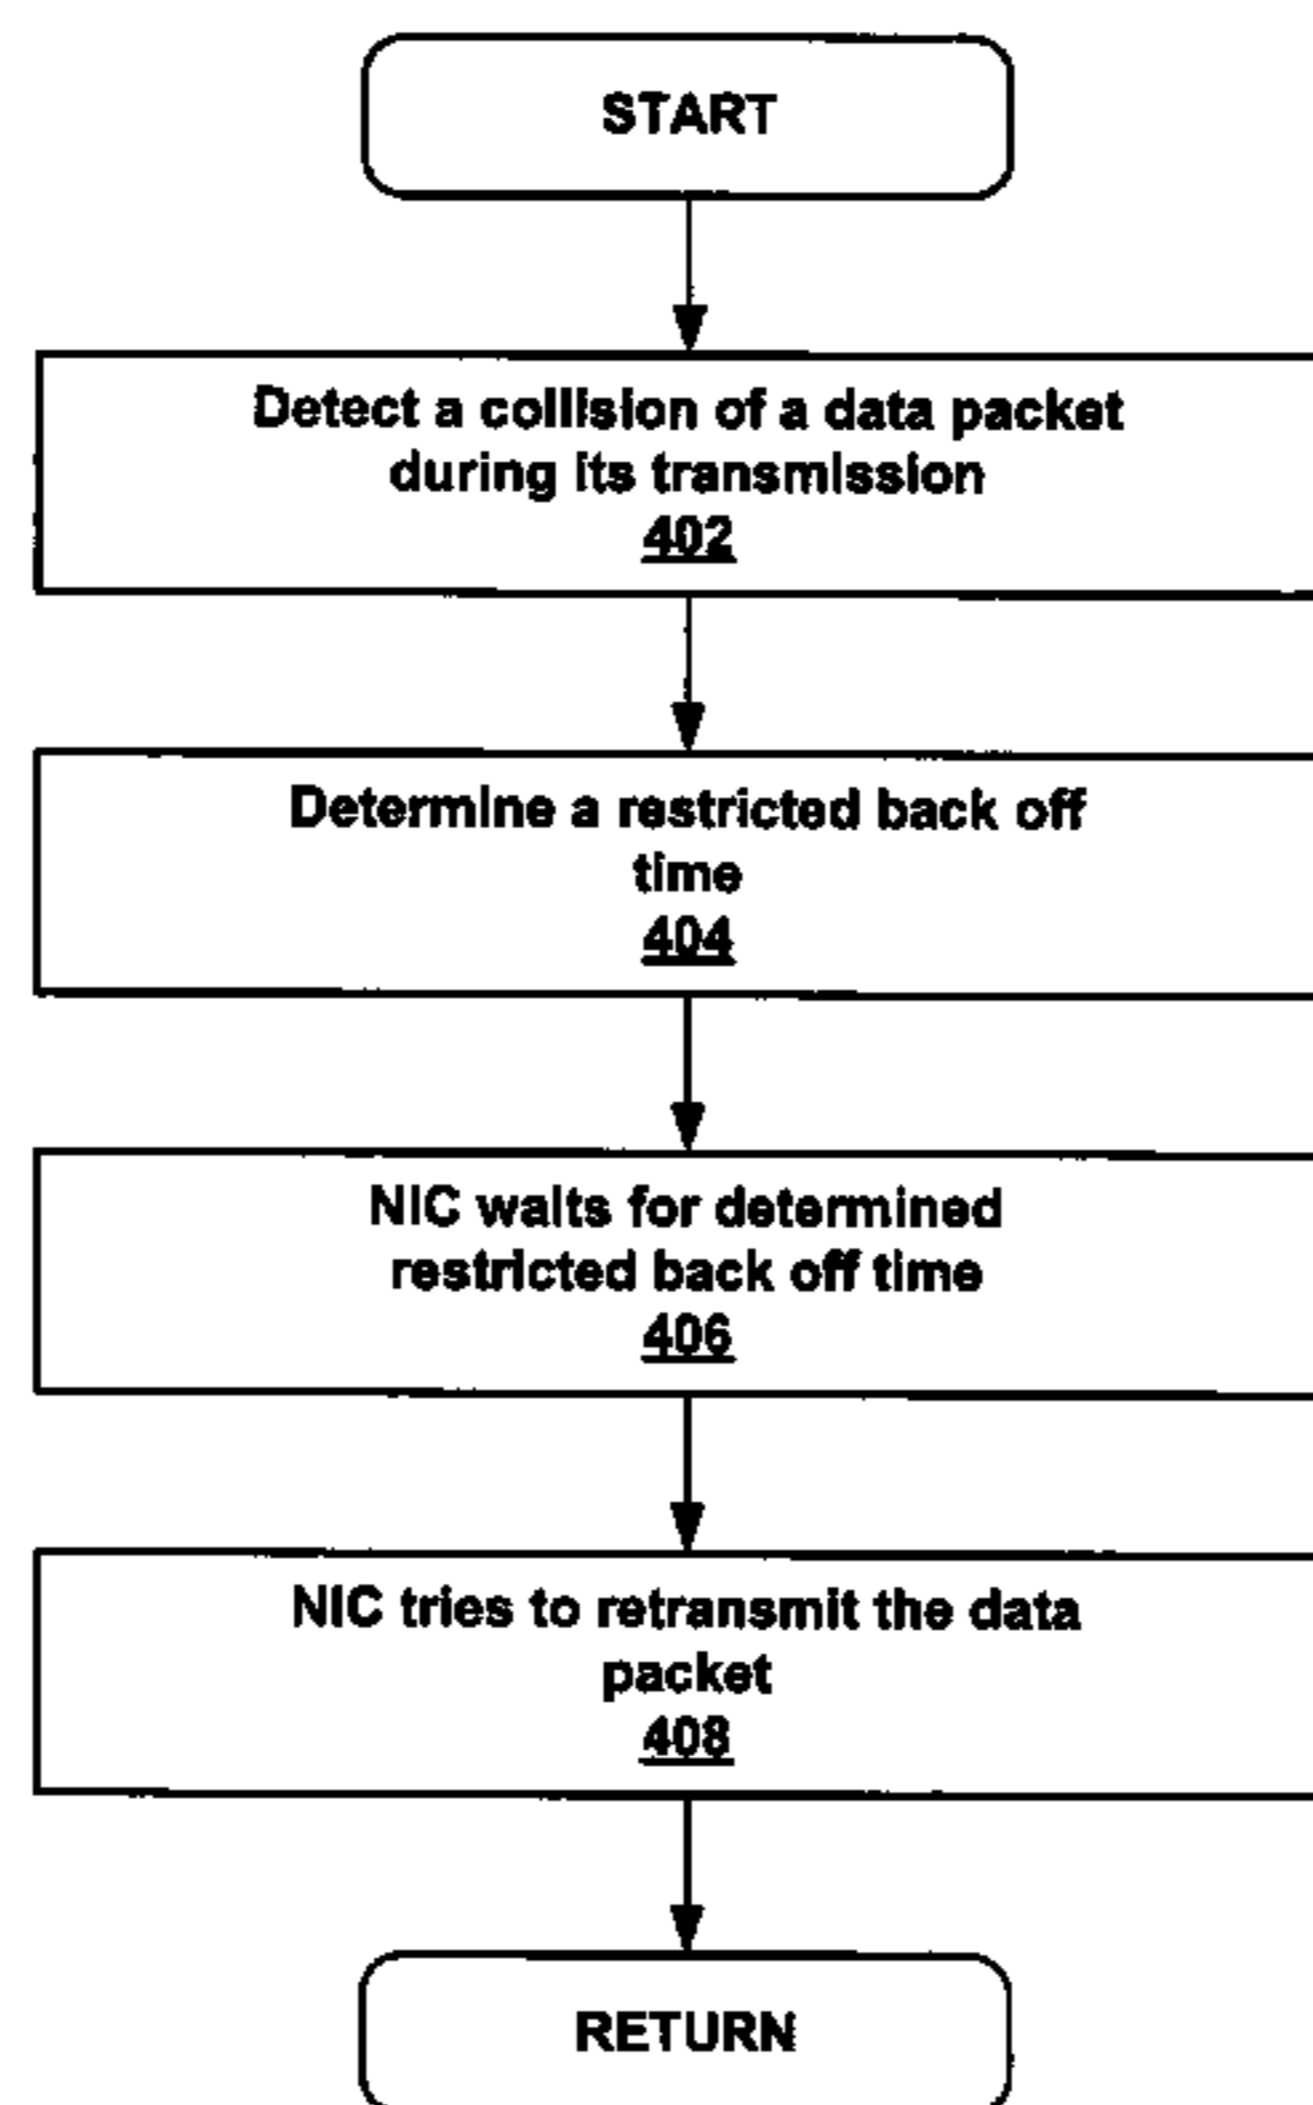 START
Detect a collision of a data packet
during its transmission
402
Determine a restricted back off
time
404
NIC waits for determined
restricted back off time
406
NIC tries to retransmit the data
packet
408
RETURN